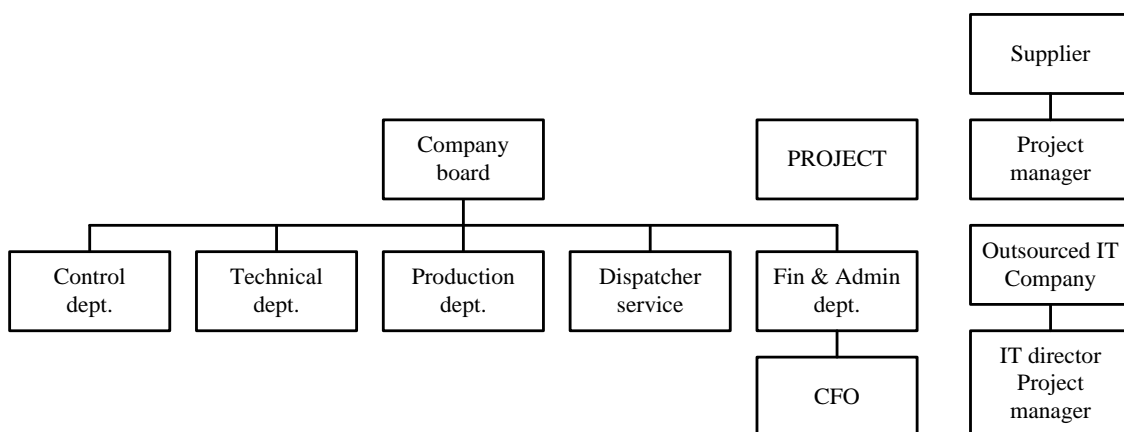 Supplier
Company
board
PROJECT
Project
manager
Control
dept.
Technical
dept.
Production
dept.
Dispatcher
service
Fin & Admin
dept.
Outsourced IT
Company
CFO
IT director
Project
manager